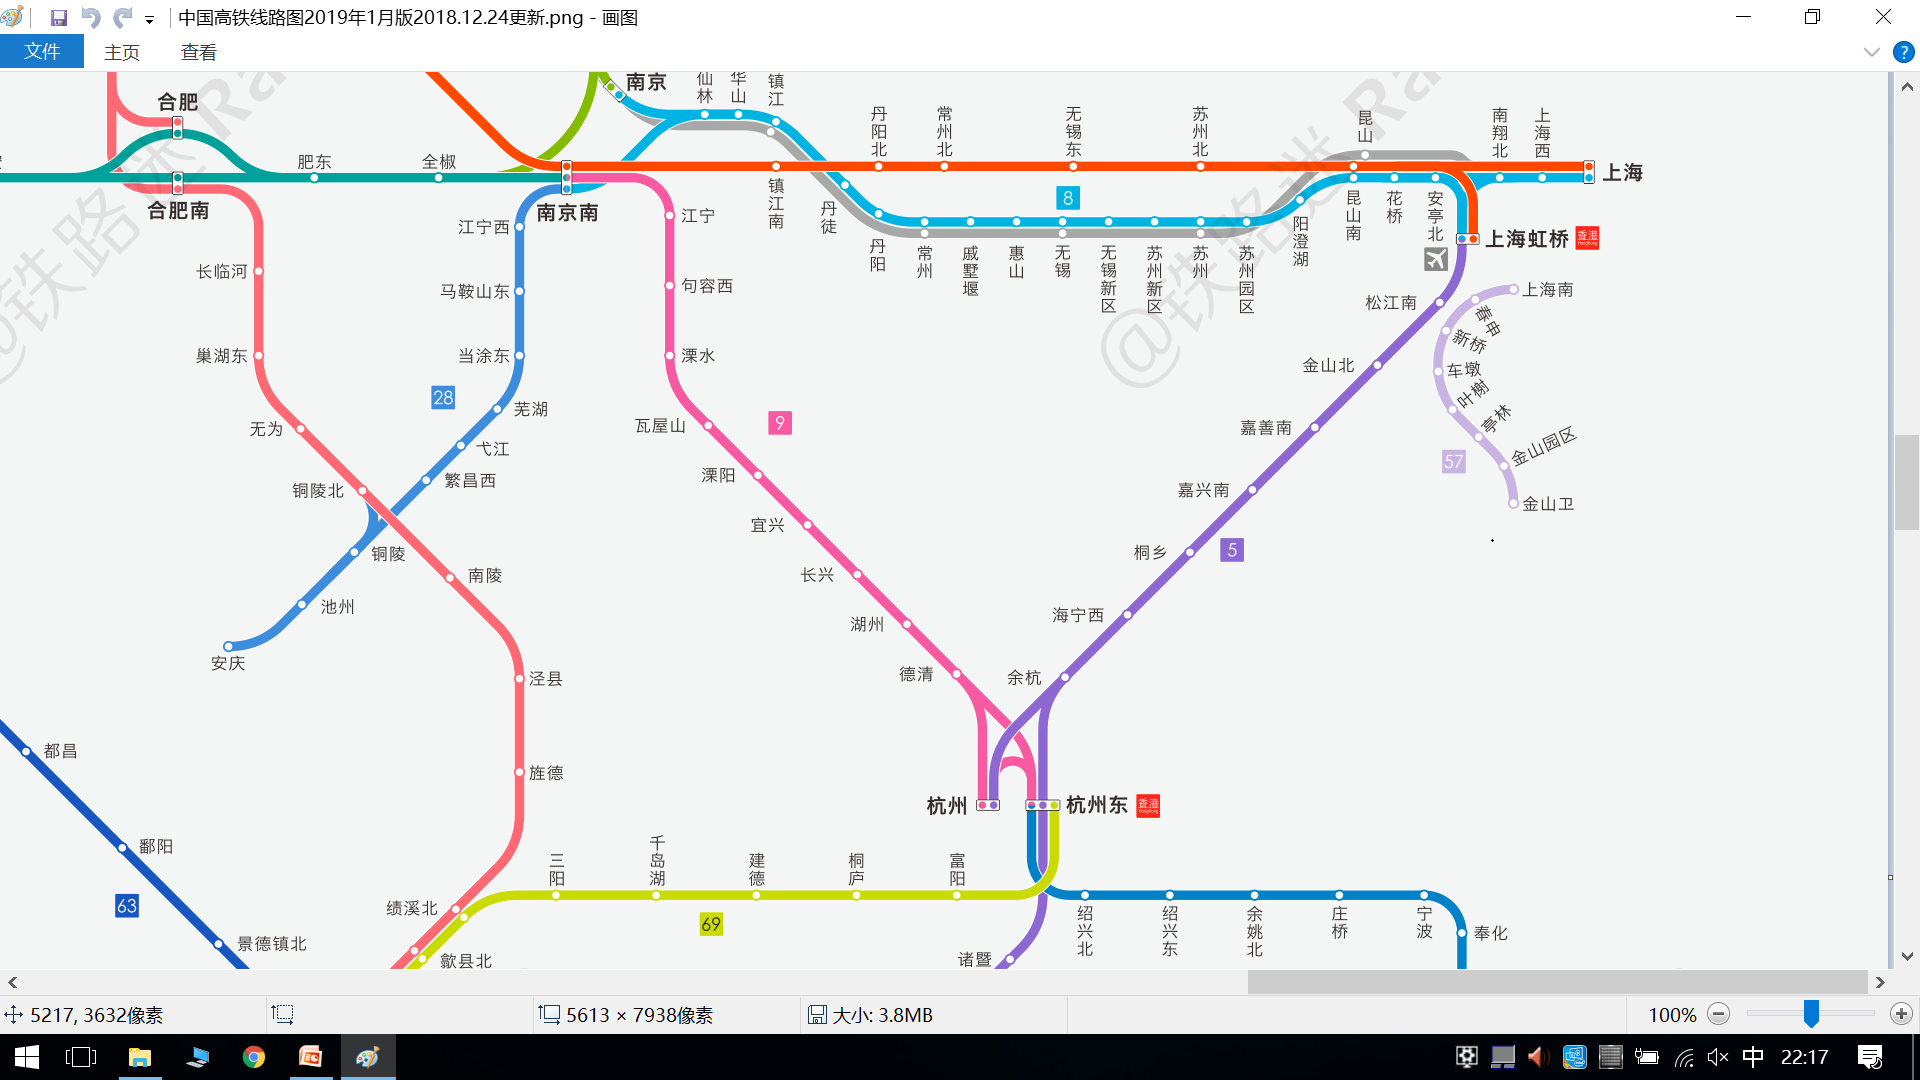 中国高铁线路图2019年1月版2018.12.24更新.png - 画图
文件 主页 查看
@铁路迷 Ra
@铁路迷 Ra
合肥
肥东
全椒
合肥南
南京
仙林
华山
镇江
丹阳北
常州北
无锡东
苏州北
昆山
南翔北
上海西
上海
南京南
江宁西
江宁
镇江南
丹徒
丹阳
常州
戚墅堰
惠山
无锡
无锡新区
苏州新区
苏州
苏州园区
阳澄湖
昆山南
花桥
安亭北
上海虹桥
香港
HongKong
8
长临河
马鞍山东
句容西
松江南
上海南
春申
新桥
车墩
叶榭
亭林
金山园区
金山卫
57
巢湖东
当涂东
溧水
金山北
28
芜湖
无为
弋江
瓦屋山
9
嘉善南
繁昌西
溧阳
铜陵北
嘉兴南
宜兴
铜陵
桐乡
5
南陵
长兴
池州
海宁西
湖州
安庆
泾县
德清
余杭
都昌
旌德
杭州
杭州东
香港
HongKong
鄱阳
三阳
千岛湖
建德
桐庐
富阳
63
绩溪北
69
绍兴北
绍兴东
余姚北
庄桥
宁波
奉化
景德镇北
歙县北
诸暨
5217, 3632像素
5613 × 7938像素
大小: 3.8MB
100%
中
22:17